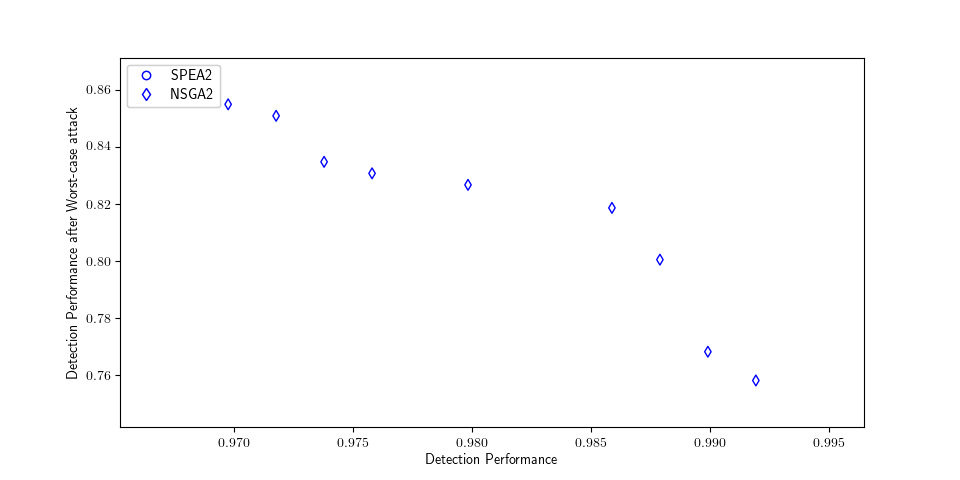 SPEA2
NSGA2
0.86
0.84
0.82
0.80
0.78
0.76
Detection Performance after Worst-case attack
0.970 0.975 0.980 0.985 0.990 0.995
Detection Performance